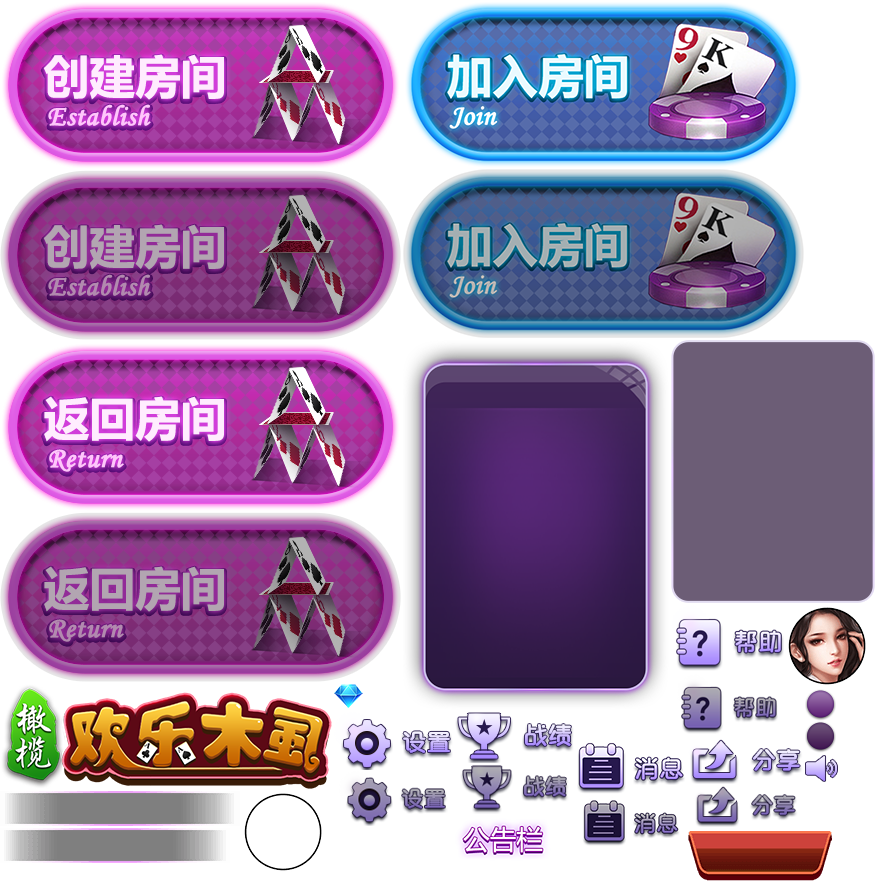 创建房间
Establish
加入房间
Join
9 K
创建房间
Establish
加入房间
Join
9 K
返回房间
Return
返回房间
Return
? 帮助
? 帮助
橄榄
欢乐木虱
设置
战绩
消息
分享
设置
战绩
消息
分享
公告栏